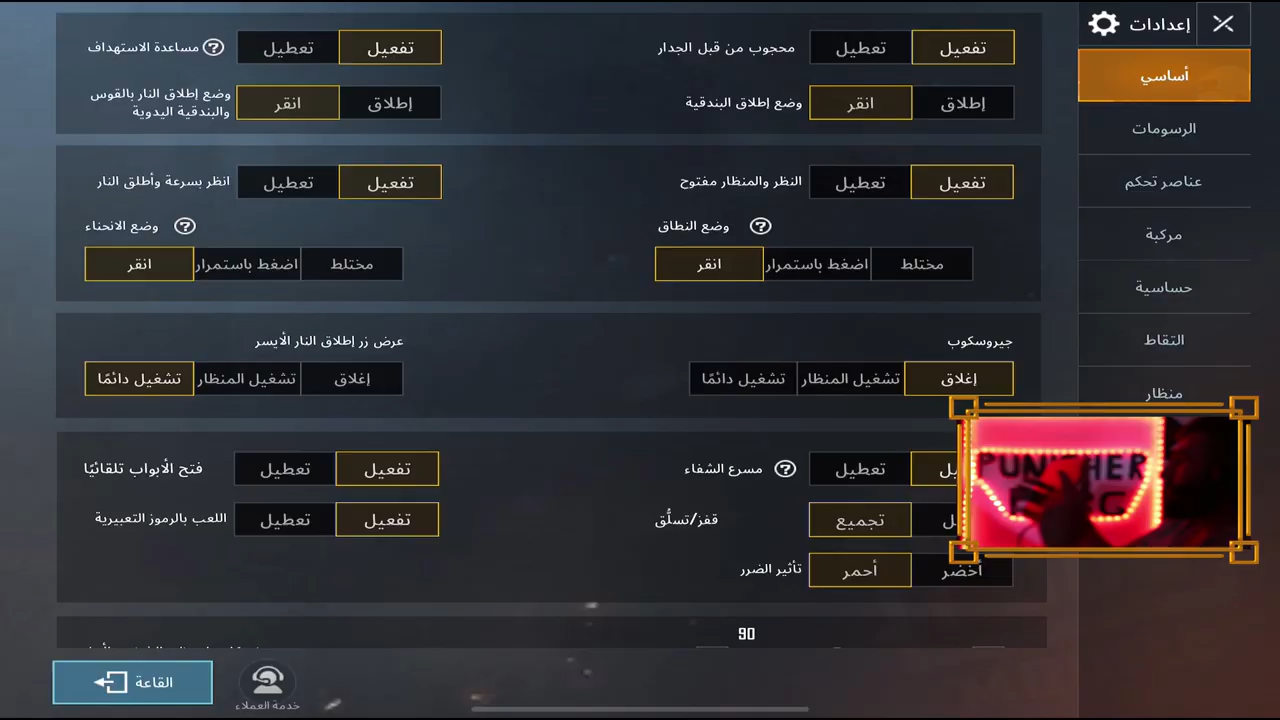 إعدادات
أساسي
الرسومات
عناصر تحكم
مركبة
حساسية
التقاط
منظار
محجوب من قبل الجدار تعطيل تفعيل
مساعدة الاستهداف ? تعطيل تفعيل
وضع إطلاق البندقية انقر إطلاق
وضع إطلاق النار بالقوس
والبندقية اليدوية
انقر إطلاق
النظر والمنظار مفتوح تعطيل تفعيل
انظر بسرعة وأطلق النار تعطيل تفعيل
وضع النطاق ?
انقر اضغط باستمرار مختلط
وضع الانحناء ?
انقر اضغط باستمرار مختلط
جيروسكوب
تشغيل دائمًا تشغيل المنظار إغلاق
عرض زر إطلاق النار الأيسر
تشغيل دائمًا تشغيل المنظار إغلاق
مسرع الشفاء ? تعطيل
فتح الأبواب تلقائيًا تعطيل تفعيل
قفز/تسلُّق تجميع
اللعب بالرموز التعبيرية تعطيل تفعيل
تأثير الضرر أحمر أخضر
90
القاعة
خدمة العملاء
PUNISHER